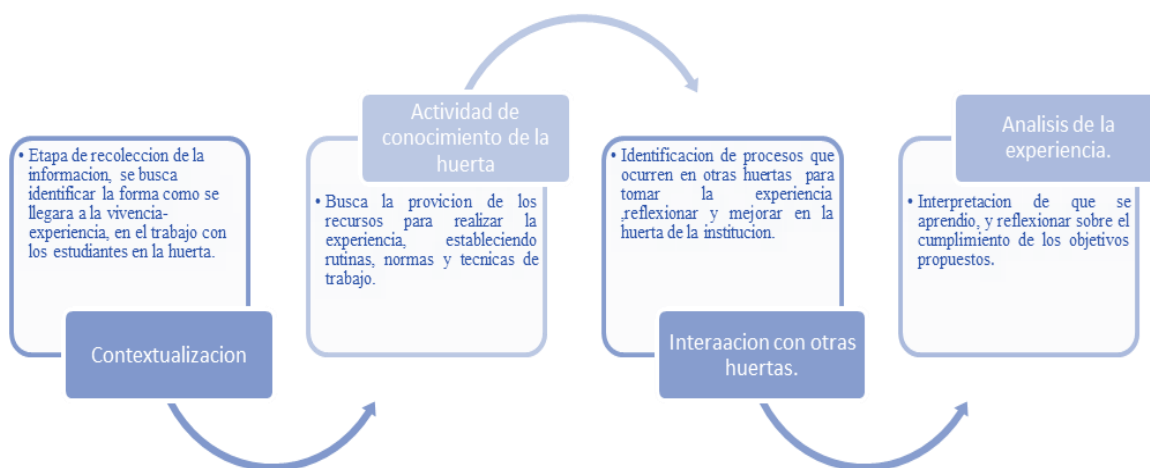 • Etapa de recoleccion de la
informacion, se busca
identificar la forma como se
llegara a la vivencia-
experiencia, en el trabajo con
los estudiantes en la huerta.
Contextualizacion
Actividad de
conocimiento de la
huerta
• Busca la provicion de los
recursos para realizar la
experiencia, estableciendo
rutinas, normas y tecnicas de
trabajo.
• Identificacion de procesos que
ocurren en otras huertas para
tomar la experiencia
,reflexionar y mejorar en la
huerta de la institucion.
Interaacion con otras
huertas.
Analisis de la
experiencia.
• Interpretacion de que se
aprendio, y reflexionar sobre el
cumplimiento de los objetivos
propuestos.